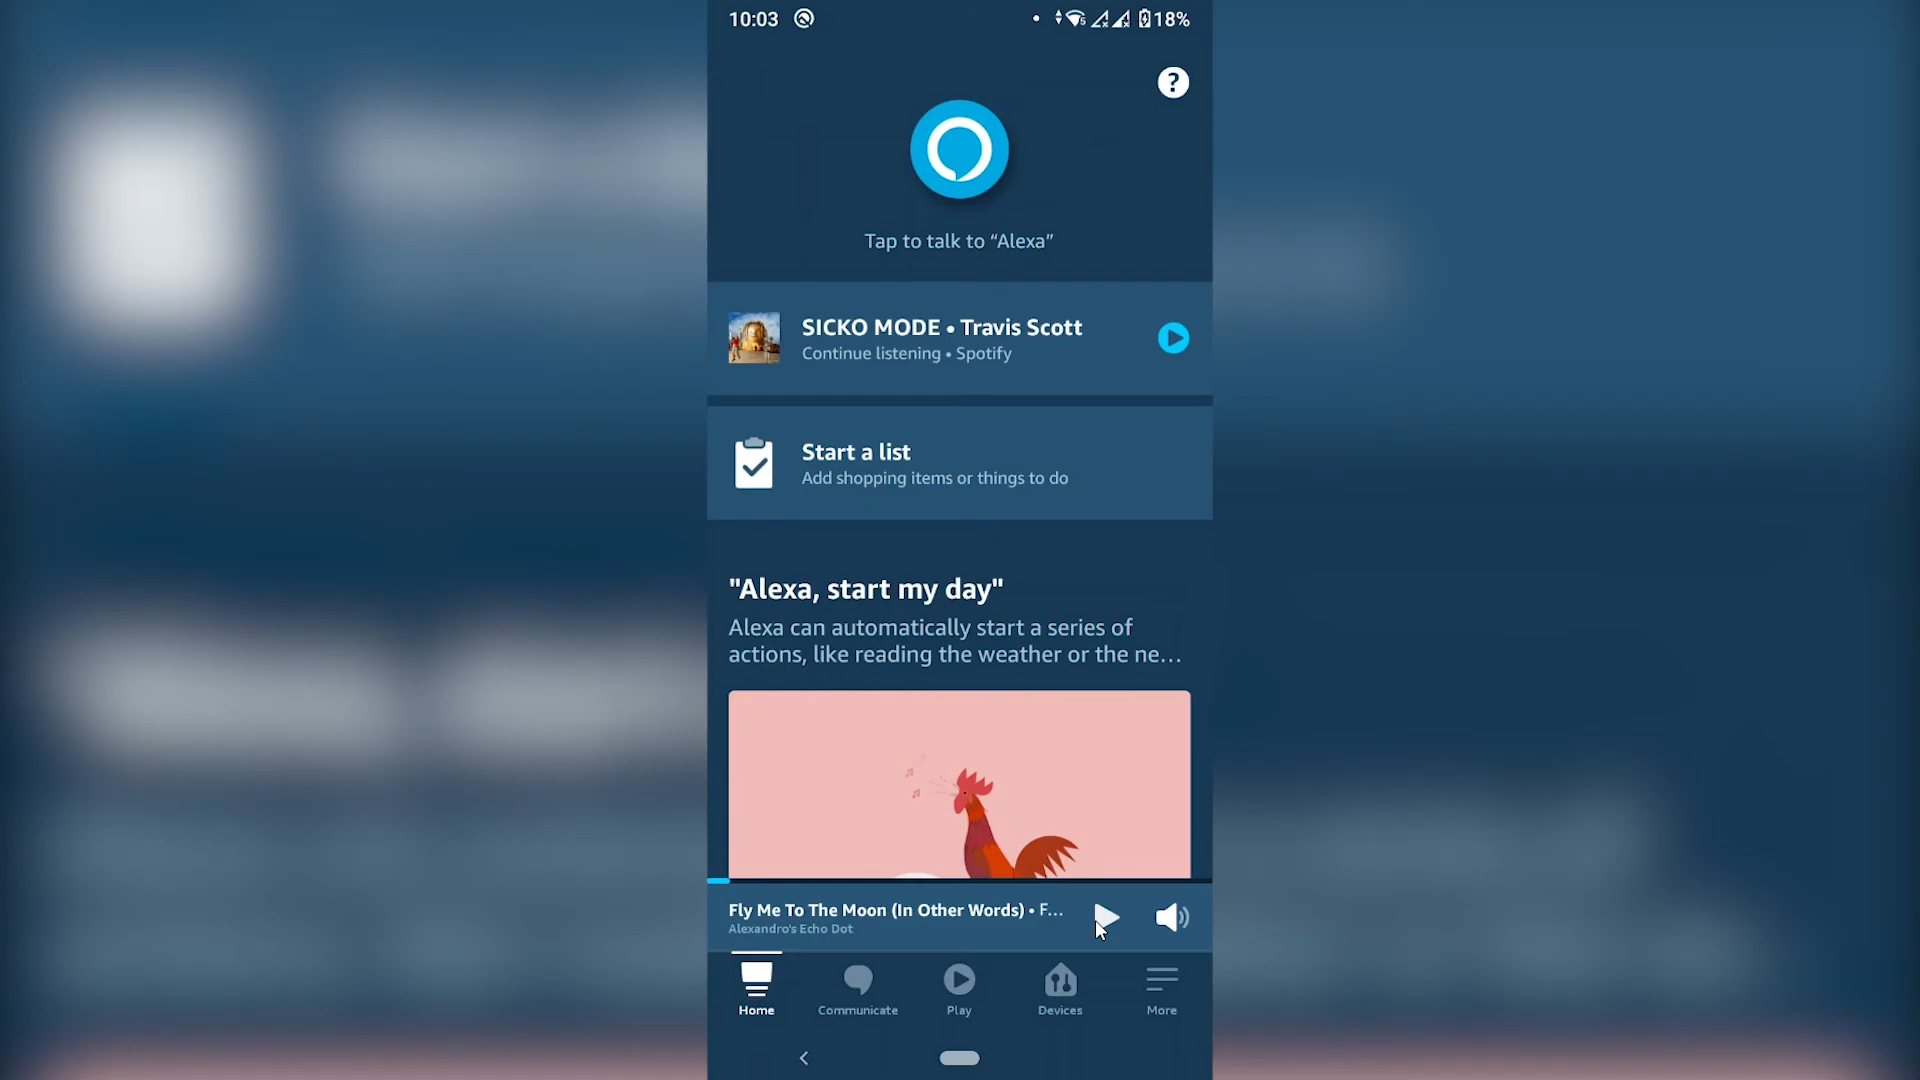 10:03
5
18%
?
Tap to talk to “Alexa”
SICKO MODE • Travis Scott
Continue listening • Spotify
Start a list
Add shopping items or things to do
"Alexa, start my day"
Alexa can automatically start a series of
actions, like reading the weather or the ne...
Fly Me To The Moon (In Other Words) • F...
Alexandro's Echo Dot
Home
Communicate
Play
Devices
More